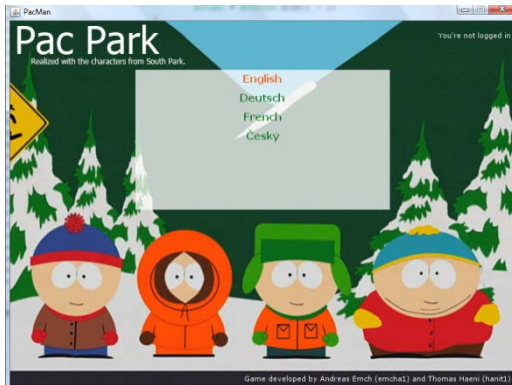 PacMan
Pac Park
Realized with the characters from South Park.
You're not logged in
English
Deutsch
French
Český
Game developed by Andreas Emch (emcha1) and Thomas Haeni (hanit1)